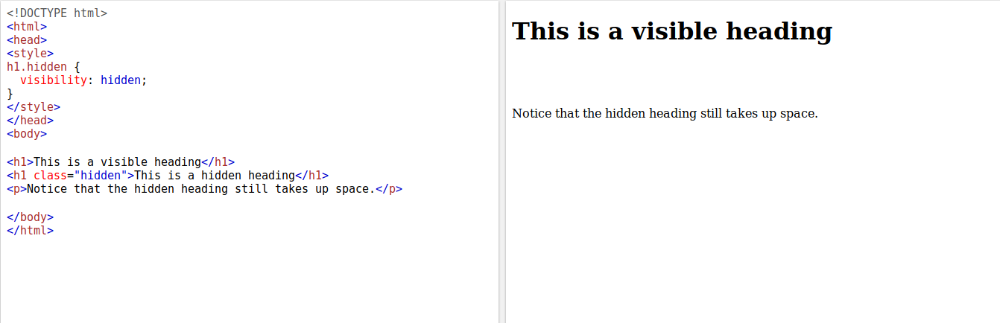 <!DOCTYPE html>
<html>
<head>
<style>
h1.hidden {
  visibility: hidden;
}
</style>
</head>
<body>

<h1>This is a visible heading</h1>
<h1 class="hidden">This is a hidden heading</h1>
<p>Notice that the hidden heading still takes up space.</p>

</body>
</html>
This is a visible heading
Notice that the hidden heading still takes up space.